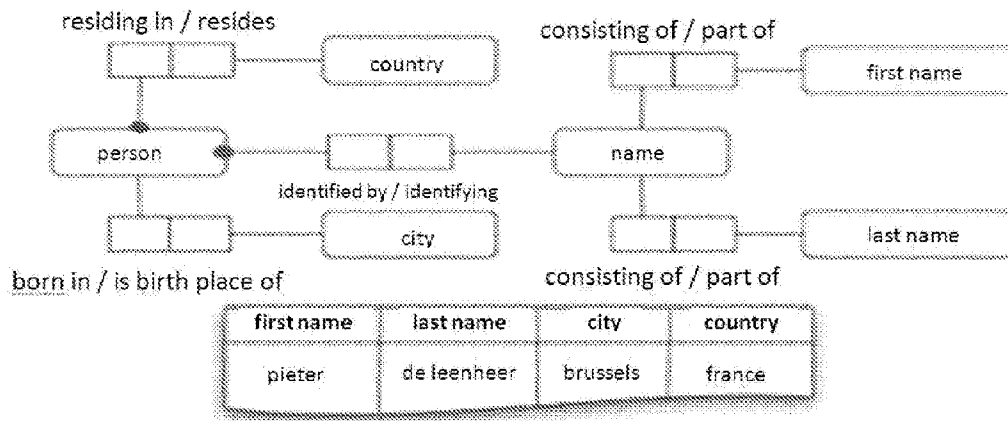 residing in / resides
consisting of / part of
country
first name
person
name
identified by / identifying
city
last name
born in / is birth place of
consisting of / part of
first name last name city country
pieter de leenheer brussels france